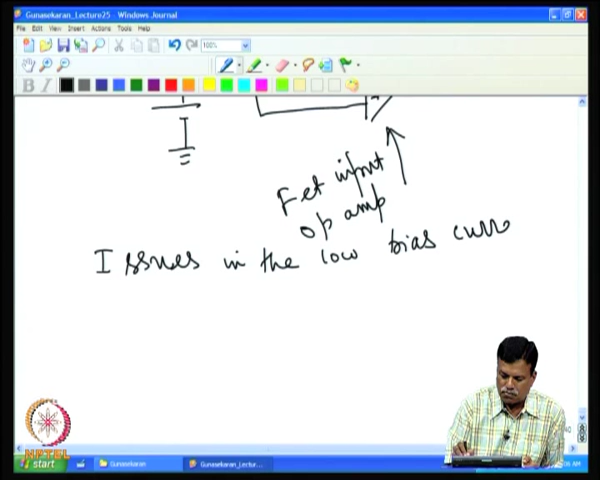 Gunasekaran_Lecture25 Windows Journal
File Edit View Insert Actions Tools Help
100%
B I
Fet input
op amp
Issues in the low bias curr
NPTEL
start Gunasekaran Gunasekaran_Lectur...